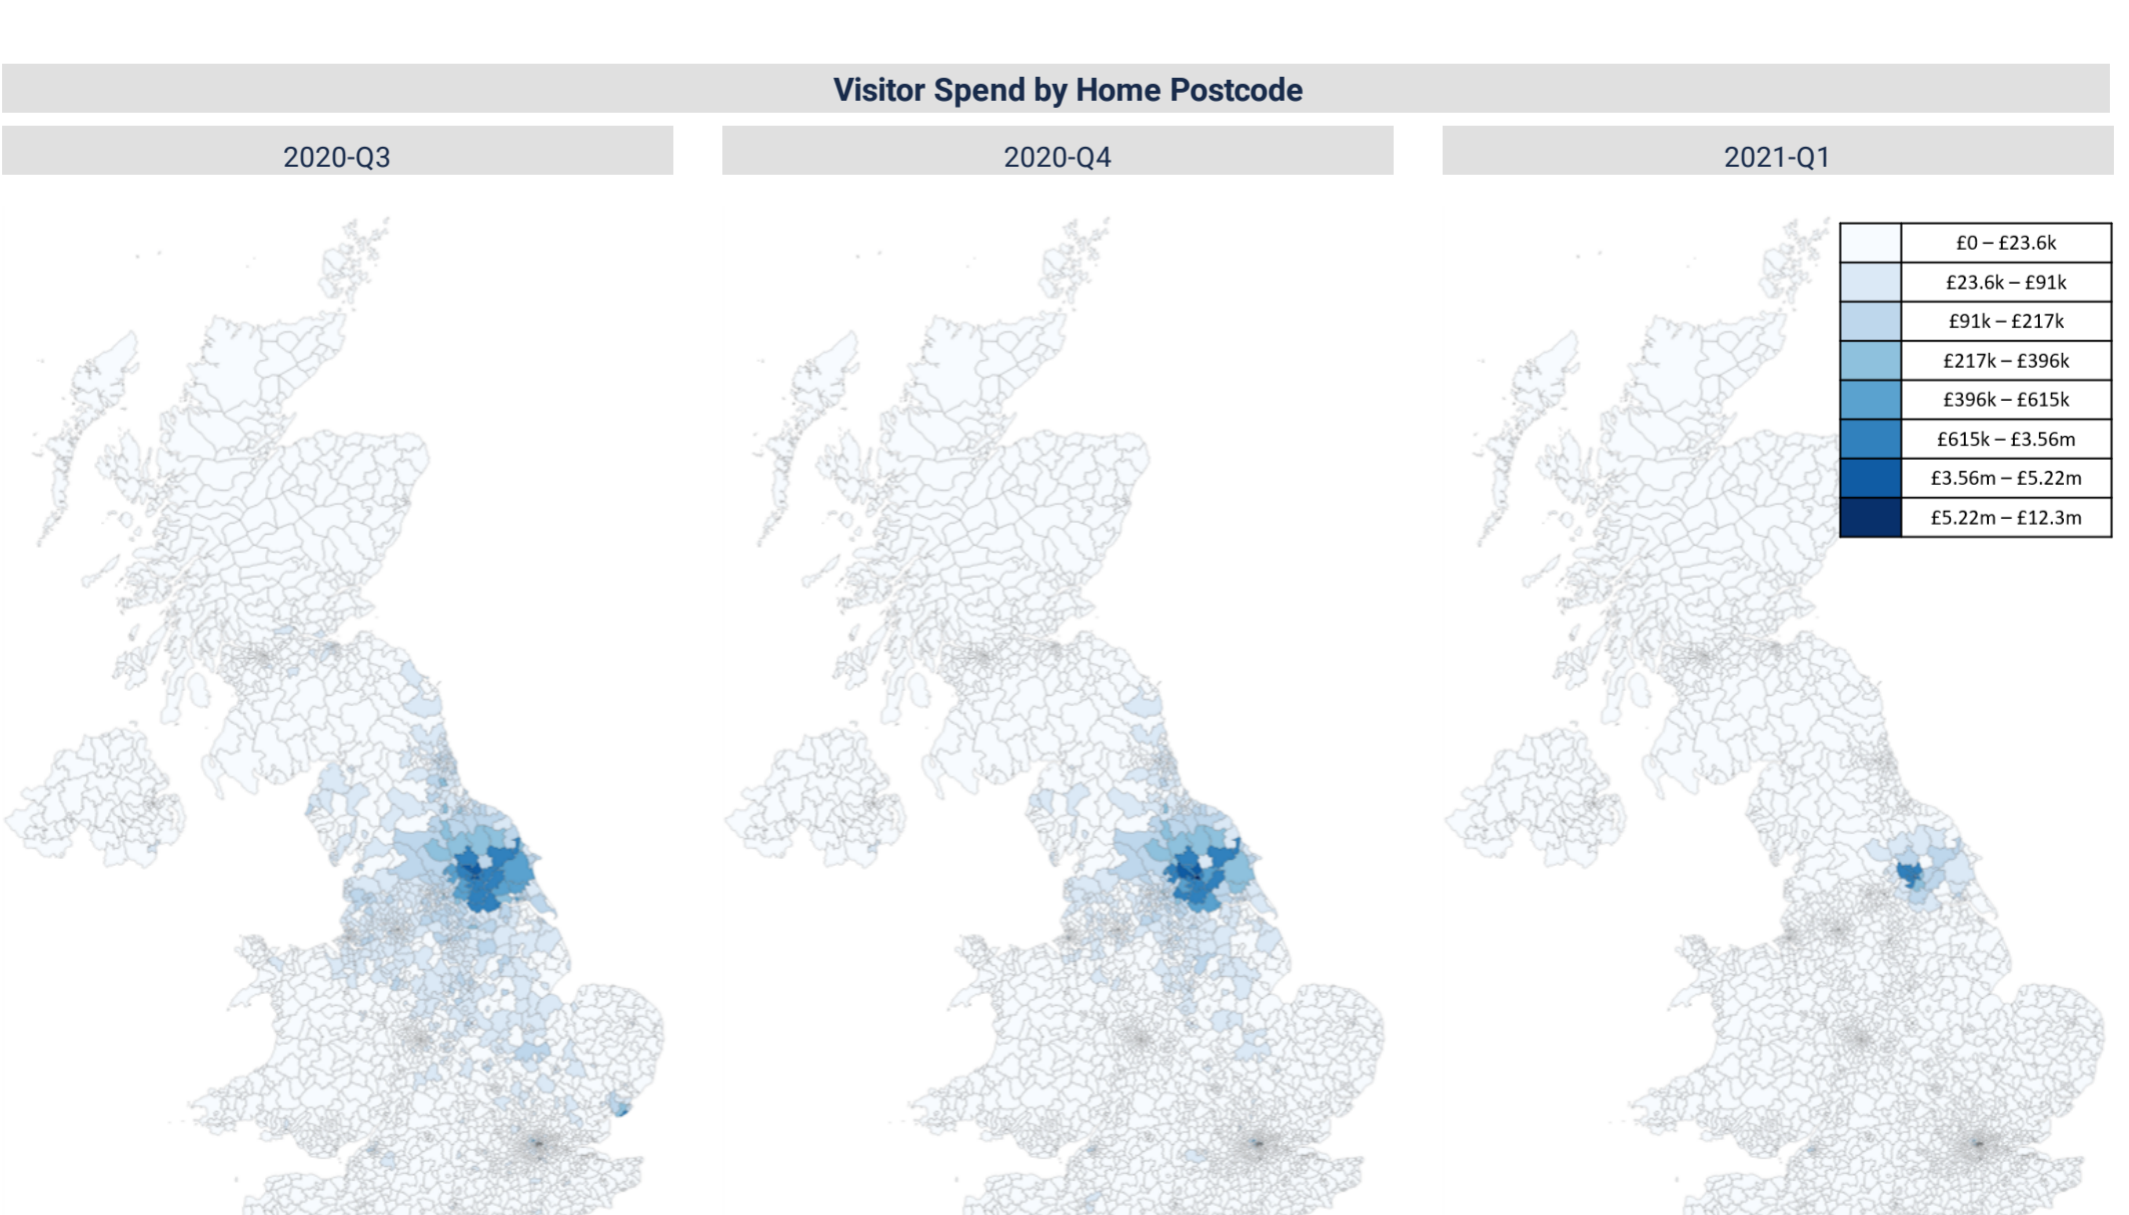 Visitor Spend by Home Postcode
2020-Q3
2020-Q4
2021-Q1
£0 – £23.6k
£23.6k – £91k
£91k – £217k
£217k – £396k
£396k – £615k
£615k – £3.56m
£3.56m – £5.22m
£5.22m – £12.3m